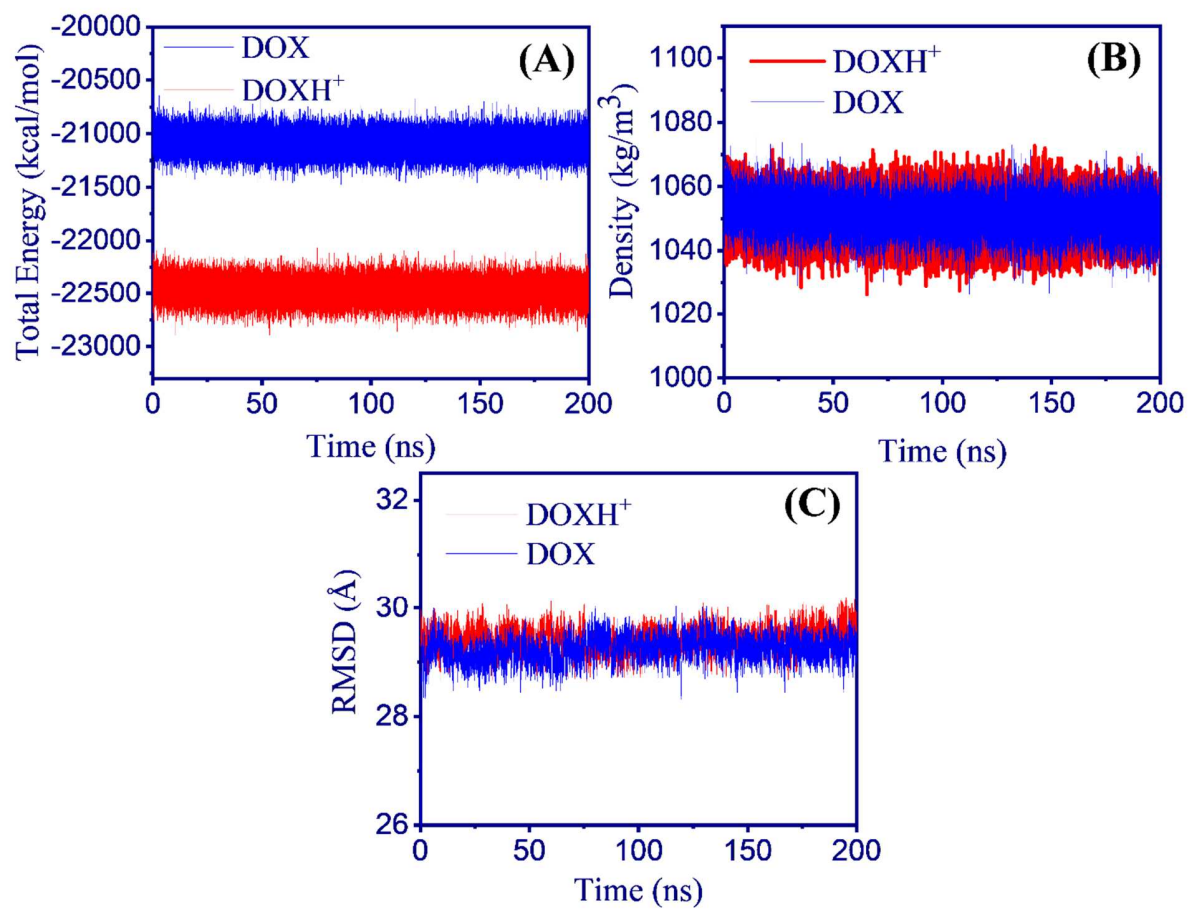 (A)
DOX
DOXH⁺
Total Energy (kcal/mol)
-20000
-20500
-21000
-21500
-22000
-22500
-23000
0 50 100 150 200
Time (ns)
(B)
DOXH⁺
DOX
Density (kg/m³)
1100
1080
1060
1040
1020
1000
0 50 100 150 200
Time (ns)
(C)
DOXH⁺
DOX
RMSD (Å)
32
30
28
26
0 50 100 150 200
Time (ns)